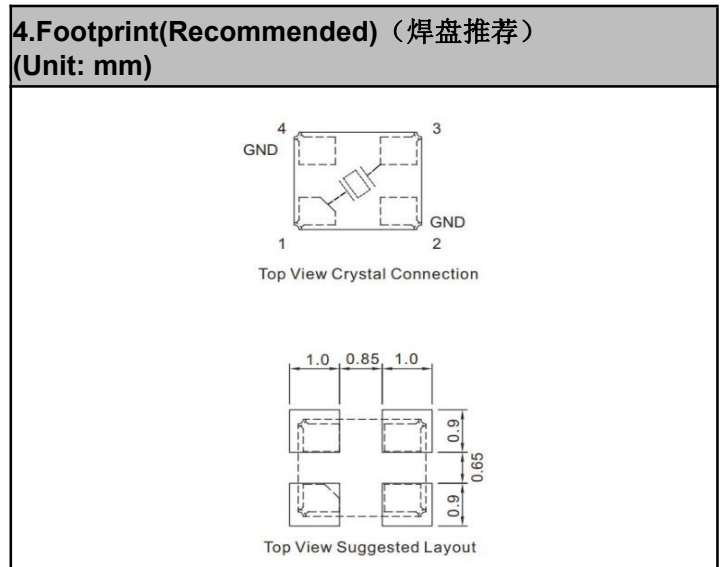 4.Footprint(Recommended)（焊盘推荐）
(Unit: mm)
4
3
GND
GND
1
2
Top View Crystal Connection
1.0 0.85 1.0
0.9
0.65
0.9
Top View Suggested Layout